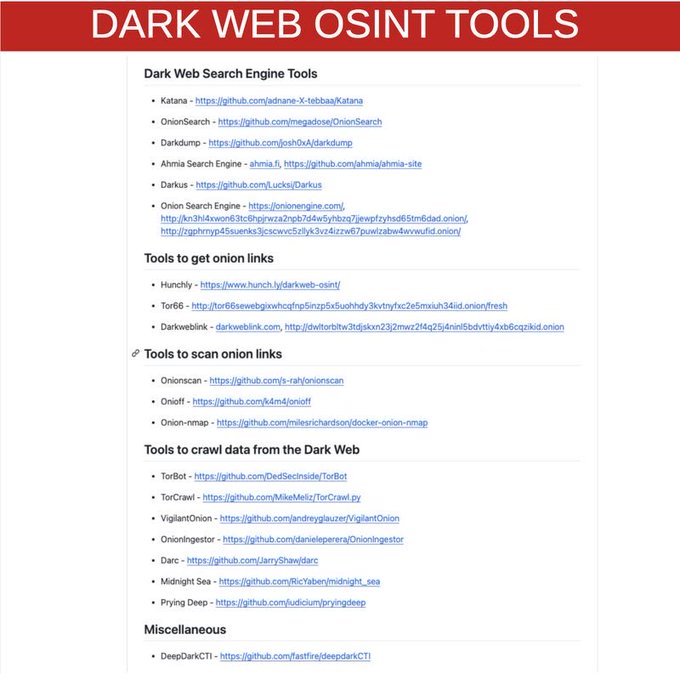 DARK WEB OSINT TOOLS
Dark Web Search Engine Tools
• Katana - https://github.com/adnane-X-tebbaa/Katana
• OnionSearch - https://github.com/megadose/OnionSearch
• Darkdump - https://github.com/josh0xA/darkdump
• Ahmia Search Engine - ahmia.fi, https://github.com/ahmia/ahmia-site
• Darkus - https://github.com/Lucksi/Darkus
• Onion Search Engine - https://onionengine.com/,
http://kn3hl4xwon63tc6hpjrwza2npb7d4w5yhbzq7jjewpfzyhsd65tm6dad.onion/,
http://zgphrnyp45suenks3jcscwvc5zllyk3vz4izzw67puwlzabw4wvwufid.onion/
Tools to get onion links
• Hunchly - https://www.hunch.ly/darkweb-osint/
• Tor66 - http://tor66sewebgixwhcqfnp5inzp5x5uohhdy3kvtnyfxc2e5mxiuh34iid.onion/fresh
• Darkweblink - darkweblink.com, http://dwltorbltw3tdjskxn23j2mwz2f4q25j4ninl5bdvttiy4xb6cqzikid.onion
Tools to scan onion links
• Onionscan - https://github.com/s-rah/onionscan
• Onioff - https://github.com/k4m4/onioff
• Onion-nmap - https://github.com/milesrichardson/docker-onion-nmap
Tools to crawl data from the Dark Web
• TorBot - https://github.com/DedSecInside/TorBot
• TorCrawl - https://github.com/MikeMeliz/TorCrawl.py
• VigilantOnion - https://github.com/andreyglauzer/VigilantOnion
• OnionIngestor - https://github.com/danieleperera/OnionIngestor
• Darc - https://github.com/JarryShaw/darc
• Midnight Sea - https://github.com/RicYaben/midnight_sea
• Prying Deep - https://github.com/iudicium/pryingdeep
Miscellaneous
• DeepDarkCTI - https://github.com/fastfire/deepdarkCTI